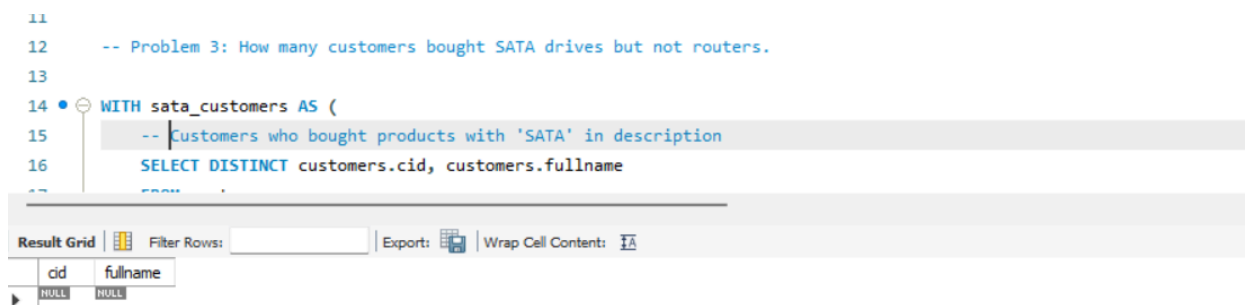 11
12 -- Problem 3: How many customers bought SATA drives but not routers.
13
14 WITH sata_customers AS (
15 -- Customers who bought products with 'SATA' in description
16 SELECT DISTINCT customers.cid, customers.fullname
Result Grid Filter Rows: Export: Wrap Cell Content: IA
cid fullname
NULL NULL